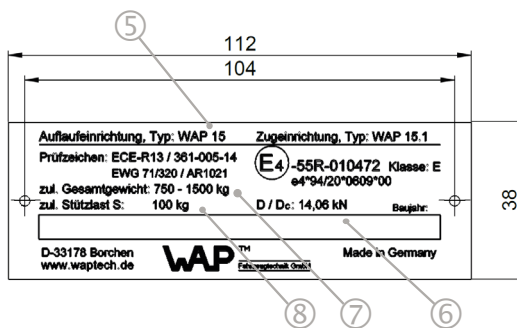 5
112
104
Auflaufeinrichtung, Typ: WAP 15 Zugeinrichtung, Typ: WAP 15.1
Prüfzeichen: ECE-R13 / 361-005-14
EWG 71/320 / AR1021
E4 -55R-010472 Klasse: E
e4*94/20*0609*00
zul. Gesamtgewicht: 750 - 1500 kg
zul. Stützlast S: 100 kg D / Dc: 14,06 kN Baujahr:
38
D-33178 Borchen
www.waptech.de
WAP TM
Fahrzeugtechnik GmbH
Made in Germany
8 7 6